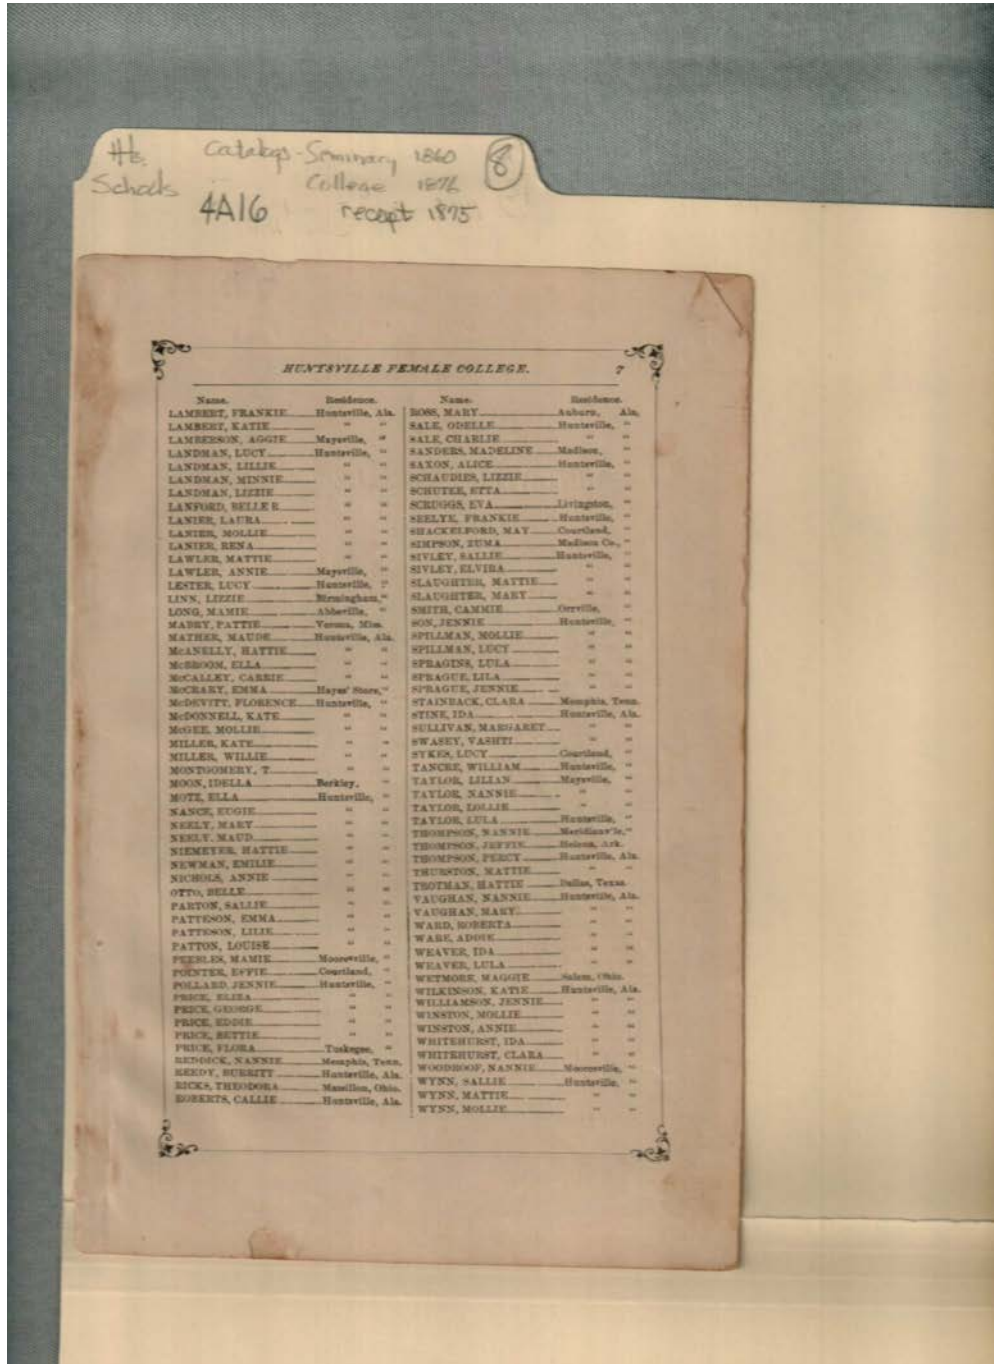 Hs. Catalogs - Seminary 1860 8
Schools College 1876
4A16 receipt 1875
HUNTSVILLE FEMALE COLLEGE. 7
Name. Residence.
LAMBERT, FRANKIE Huntsville, Ala.
LAMBERT, KATIE " "
LAMBERSON, AGGIE Maysville, "
LANDMAN, LUCY Huntsville, "
LANDMAN, LILLIE " "
LANDMAN, MINNIE " "
LANDMAN, LIZZIE " "
LANFORD, BELLE R " "
LANIER, LAURA " "
LANIER, MOLLIE " "
LANIER, RENA " "
LAWLER, MATTIE " "
LAWLER, ANNIE Maysville, "
LESTER, LUCY Huntsville, "
LINN, LIZZIE Birmingham, "
LONG, MAMIE Abbeville, "
MABRY, PATTIE Verona, Miss.
MATHER, MAUDE Huntsville, Ala.
McANELLY, HATTIE " "
McBROOM, ELLA " "
McCALLEY, CARRIE " "
McCRARY, EMMA Hayes' Store, "
McDEVITT, FLORENCE Huntsville, "
McDONNELL, KATE " "
McGEE, MOLLIE " "
MILLER, KATE " "
MILLER, WILLIE " "
MONTGOMERY, T " "
MOON, IDELLA Berkley, "
MOTZ, ELLA Huntsville, "
NANCE, EUGIE " "
NEELY, MARY " "
NEELY, MAUD " "
NIEMEYER, HATTIE " "
NEWMAN, EMILIE " "
NICHOLS, ANNIE " "
OTTO, BELLE " "
PARTON, SALLIE " "
PATTESON, EMMA " "
PATTESON, LILIE " "
PATTON, LOUISE " "
PEEBLES, MAMIE Mooresville, "
POINTER, EFFIE Courtland, "
POLLARD, JENNIE Huntsville, "
PRICE, ELIZA " "
PRICE, GEORGE " "
PRICE, EDDIE " "
PRICE, BETTIE " "
PRICE, FLORA Tuskegee, "
REDDICK, NANNIE Memphis, Tenn.
REEDY, BURRITT Huntsville, Ala.
RICKS, THEODORA Massillon, Ohio.
ROBERTS, CALLIE Huntsville, Ala.
Name. Residence.
ROSS, MARY Auburn, Ala.
SALE, ODELLE Huntsville, "
SALE, CHARLIE " "
SANDERS, MADELINE Madison, "
SAXON, ALICE Huntsville, "
SCHAUDIES, LIZZIE " "
SCHUTER, ETTA " "
SCRUGGS, EVA Livingston, "
SEELYE, FRANKIE Huntsville, "
SHACKELFORD, MAY Courtland, "
SIMPSON, ZUMA Madison Co., "
SIVLEY, SALLIE Huntsville, "
SIVLEY, ELVIRA " "
SLAUGHTER, MATTIE " "
SLAUGHTER, MARY " "
SMITH, CAMMIE Orrville, "
SON, JENNIE Huntsville, "
SPILLMAN, MOLLIE " "
SPILLMAN, LUCY " "
SPRAGINS, LULA " "
SPRAGUE, LILA " "
SPRAGUE, JENNIE " "
STAINBACK, CLARA Memphis, Tenn.
STINE, IDA Huntsville, Ala.
SULLIVAN, MARGARET " "
SWASEY, VASHTI " "
SYKES, LUCY Courtland, "
TANCRE, WILLIAM Huntsville, "
TAYLOR, LILIAN Maysville, "
TAYLOR, NANNIE " "
TAYLOR, LOLLIE " "
TAYLOR, LULA Huntsville, "
THOMPSON, NANNIE Meridianv'le, "
THOMPSON, JEFFIE Helena, Ark.
THOMPSON, PERCY Huntsville, Ala.
THURSTON, MATTIE " "
TROTMAN, HATTIE Dallas, Texas.
VAUGHAN, NANNIE Huntsville, Ala.
VAUGHAN, MARY " "
WARD, ROBERTA " "
WARE, ADDIE " "
WEAVER, IDA " "
WEAVER, LULA " "
WETMORE, MAGGIE Salem, Ohio.
WILKINSON, KATIE Huntsville, Ala.
WILLIAMSON, JENNIE " "
WINSTON, MOLLIE " "
WINSTON, ANNIE " "
WHITEHURST, IDA " "
WHITEHURST, CLARA " "
WOODROOF, NANNIE Mooresville, "
WYNN, SALLIE Huntsville, "
WYNN, MATTIE " "
WYNN, MOLLIE " "